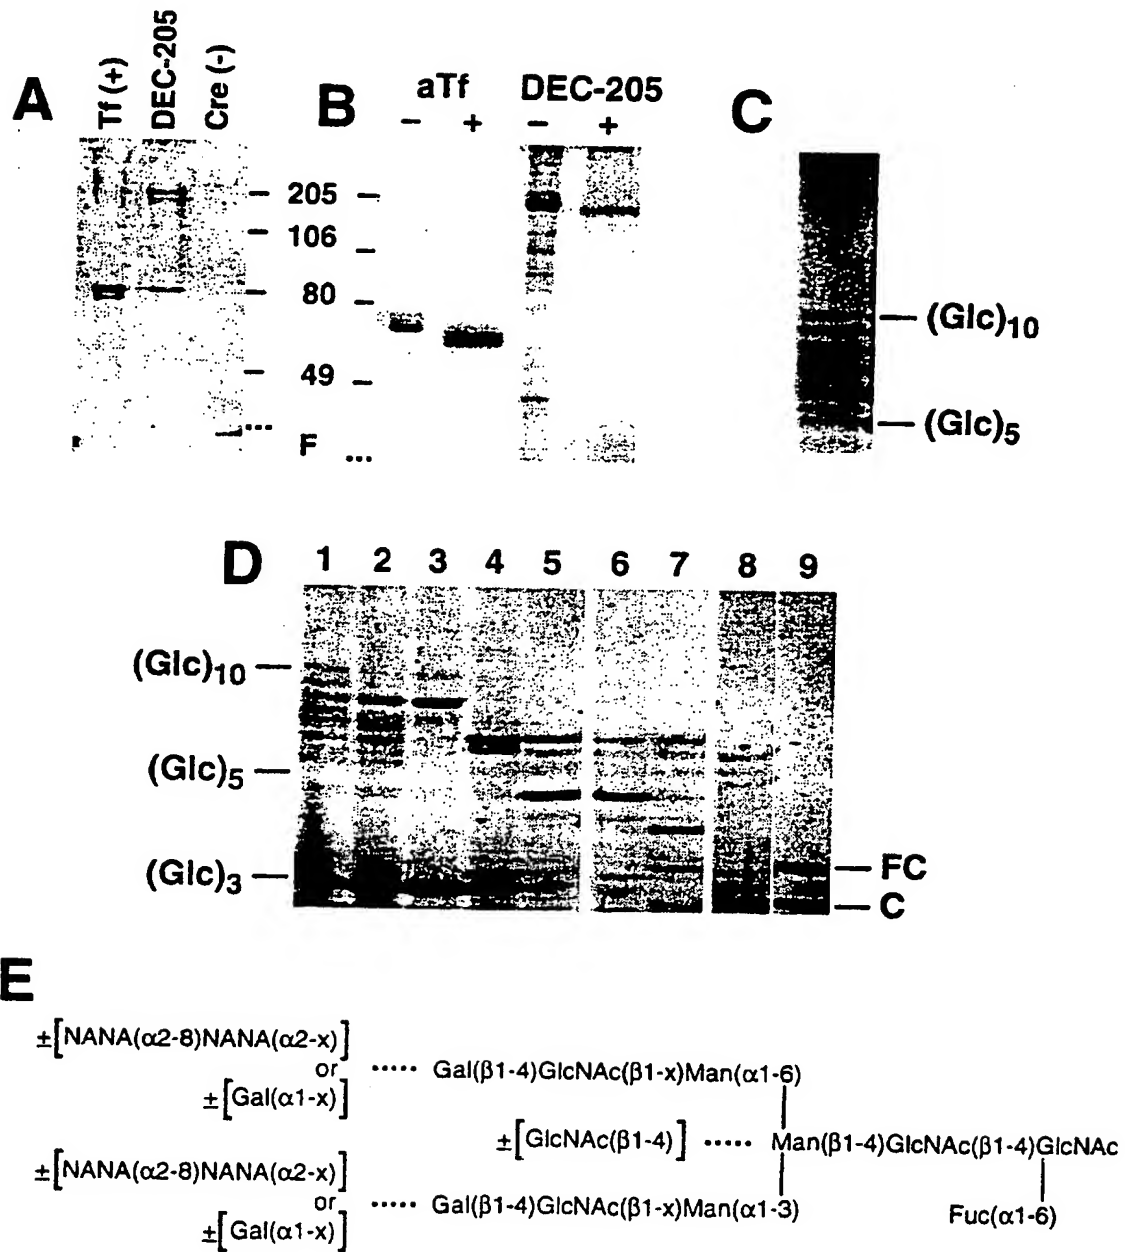 A
Tf (+)
DEC-205
Cre (-)
B
aTf
DEC-205
– + – +
C
205
106
80
49
F
(Glc)10
(Glc)5
D
1 2 3 4 5 6 7 8 9
(Glc)10
(Glc)5
(Glc)3
FC
C
E
±[NANA(α2-8)NANA(α2-x)]
or ····· Gal(β1-4)GlcNAc(β1-x)Man(α1-6)
±[Gal(α1-x)]
±[GlcNAc(β1-4)] ····· Man(β1-4)GlcNAc(β1-4)GlcNAc
±[NANA(α2-8)NANA(α2-x)]
or ····· Gal(β1-4)GlcNAc(β1-x)Man(α1-3)
Fuc(α1-6)
±[Gal(α1-x)]